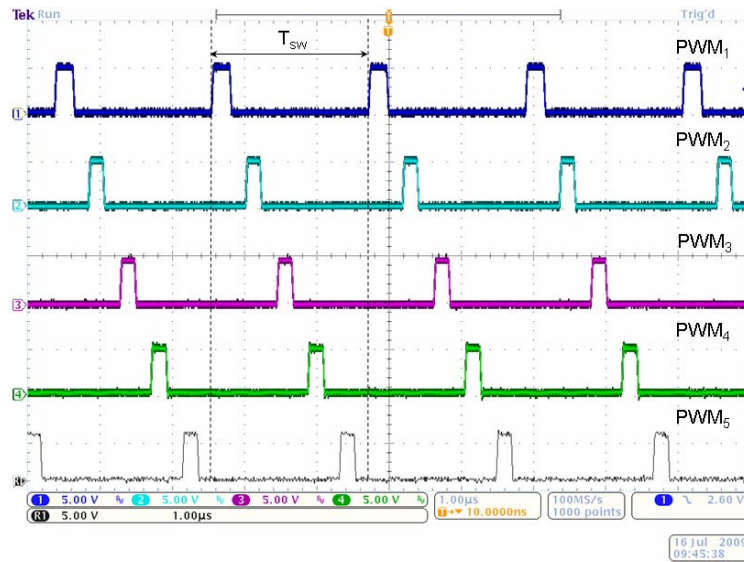 Tek Run Trig'd
T
T
Tsw
PWM1
1
PWM2
2
PWM3
3
PWM4
4
PWM5
R1
1 5.00 V 2 5.00 V 3 5.00 V 4 5.00 V
R1 5.00 V 1.00µs
1.00µs
T→▼ 10.0000ns
100MS/s
1000 points
1 2.60 V
16 Jul 2009
09:45:38